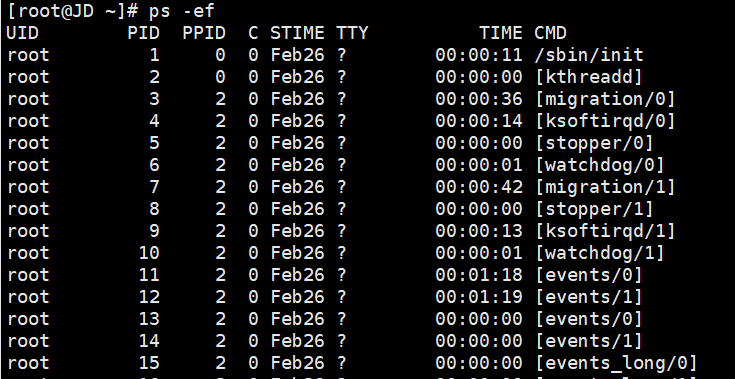 [root@JD ~]# ps -ef
UID        PID  PPID  C STIME TTY          TIME CMD
root         1     0  0 Feb26 ?        00:00:11 /sbin/init
root         2     0  0 Feb26 ?        00:00:00 [kthreadd]
root         3     2  0 Feb26 ?        00:00:36 [migration/0]
root         4     2  0 Feb26 ?        00:00:14 [ksoftirqd/0]
root         5     2  0 Feb26 ?        00:00:00 [stopper/0]
root         6     2  0 Feb26 ?        00:00:01 [watchdog/0]
root         7     2  0 Feb26 ?        00:00:42 [migration/1]
root         8     2  0 Feb26 ?        00:00:00 [stopper/1]
root         9     2  0 Feb26 ?        00:00:13 [ksoftirqd/1]
root        10     2  0 Feb26 ?        00:00:01 [watchdog/1]
root        11     2  0 Feb26 ?        00:01:18 [events/0]
root        12     2  0 Feb26 ?        00:01:19 [events/1]
root        13     2  0 Feb26 ?        00:00:00 [events/0]
root        14     2  0 Feb26 ?        00:00:00 [events/1]
root        15     2  0 Feb26 ?        00:00:00 [events_long/0]